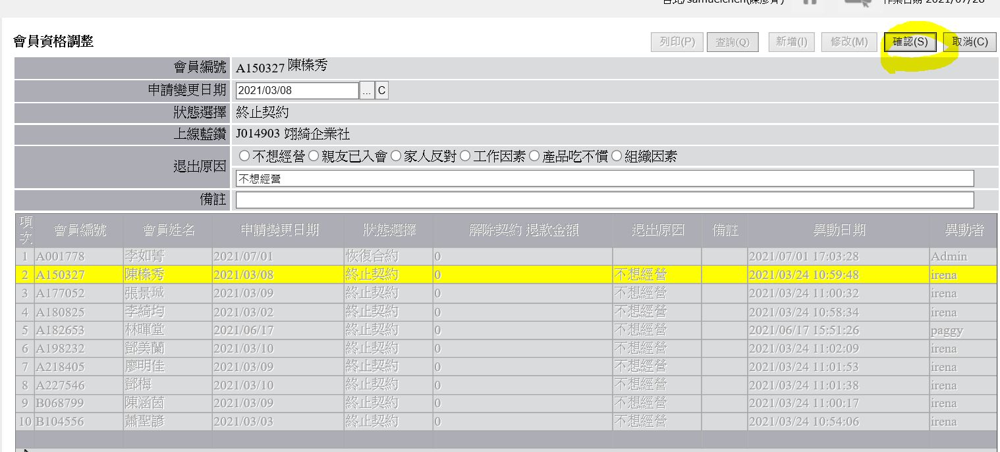 作業日期 2021/07/28
會員資格調整 列印(P) 查詢(Q) 新增(I) 修改(M) 確認(S) 取消(C)
會員編號 A150327 陳榛秀
申請變更日期 2021/03/08 ... C
狀態選擇 終止契約
上線藍鑽 J014903 翊綺企業社
退出原因 不想經營 親友已入會 家人反對 工作因素 產品吃不慣 組織因素
不想經營
備註
項次 會員編號 會員姓名 申請變更日期 狀態選擇 解除契約 退款金額 退出原因 備註 異動日期 異動者
1 A001778 李如菁 2021/07/01 恢復合約 0 2021/07/01 17:03:28 Admin
2 A150327 陳榛秀 2021/03/08 終止契約 0 不想經營 2021/03/24 10:59:48 irena
3 A177052 張景珹 2021/03/09 終止契約 0 不想經營 2021/03/24 11:00:32 irena
4 A180825 李綺均 2021/03/02 終止契約 0 不想經營 2021/03/24 10:58:34 irena
5 A182653 林暉堂 2021/06/17 終止契約 0 不想經營 2021/06/17 15:51:26 paggy
6 A198232 鄧美蘭 2021/03/10 終止契約 0 不想經營 2021/03/24 11:02:09 irena
7 A218405 廖明佳 2021/03/09 終止契約 0 不想經營 2021/03/24 11:01:53 irena
8 A227546 鄧梅 2021/03/10 終止契約 0 不想經營 2021/03/24 11:01:38 irena
9 B068799 陳涵茵 2021/03/09 終止契約 0 不想經營 2021/03/24 11:00:17 irena
10 B104556 蕭聖諺 2021/03/03 終止契約 0 不想經營 2021/03/24 10:54:06 irena